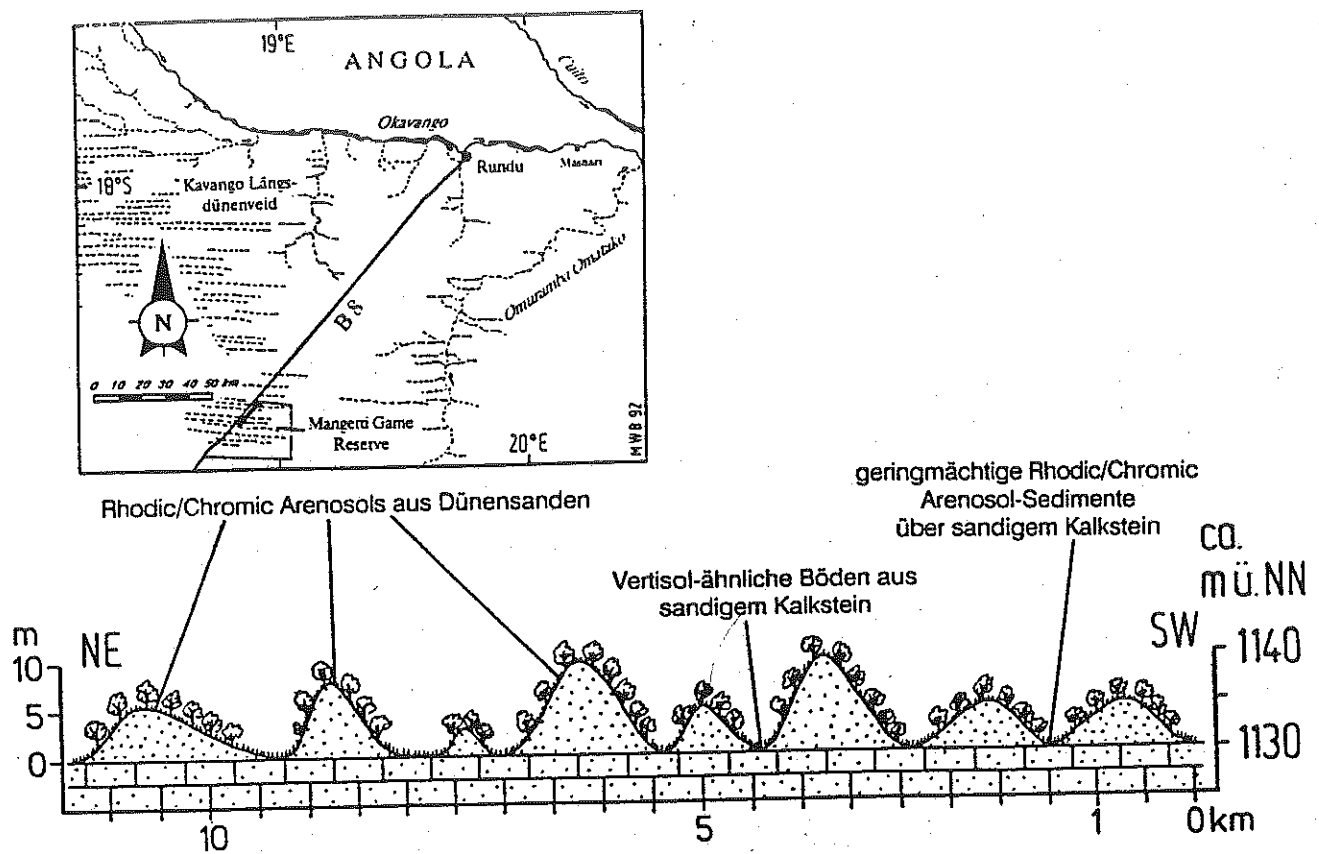 19°E
ANGOLA
Cuito
Okavango
Rundu
18°S
Kavango Längs-
dünenveld
Omuramba Omatako
N
B8
0 10 20 30 40 50 km
Mangetti Game
Reserve
20°E
MWB 92
Rhodic/Chromic Arenosols aus Dünensanden
geringmächtige Rhodic/Chromic
Arenosol-Sedimente
über sandigem Kalkstein
Vertisol-ähnliche Böden aus
sandigem Kalkstein
ca.
m ü. NN
m
NE
SW
10
5
0
1140
1130
10
5
1
0 km